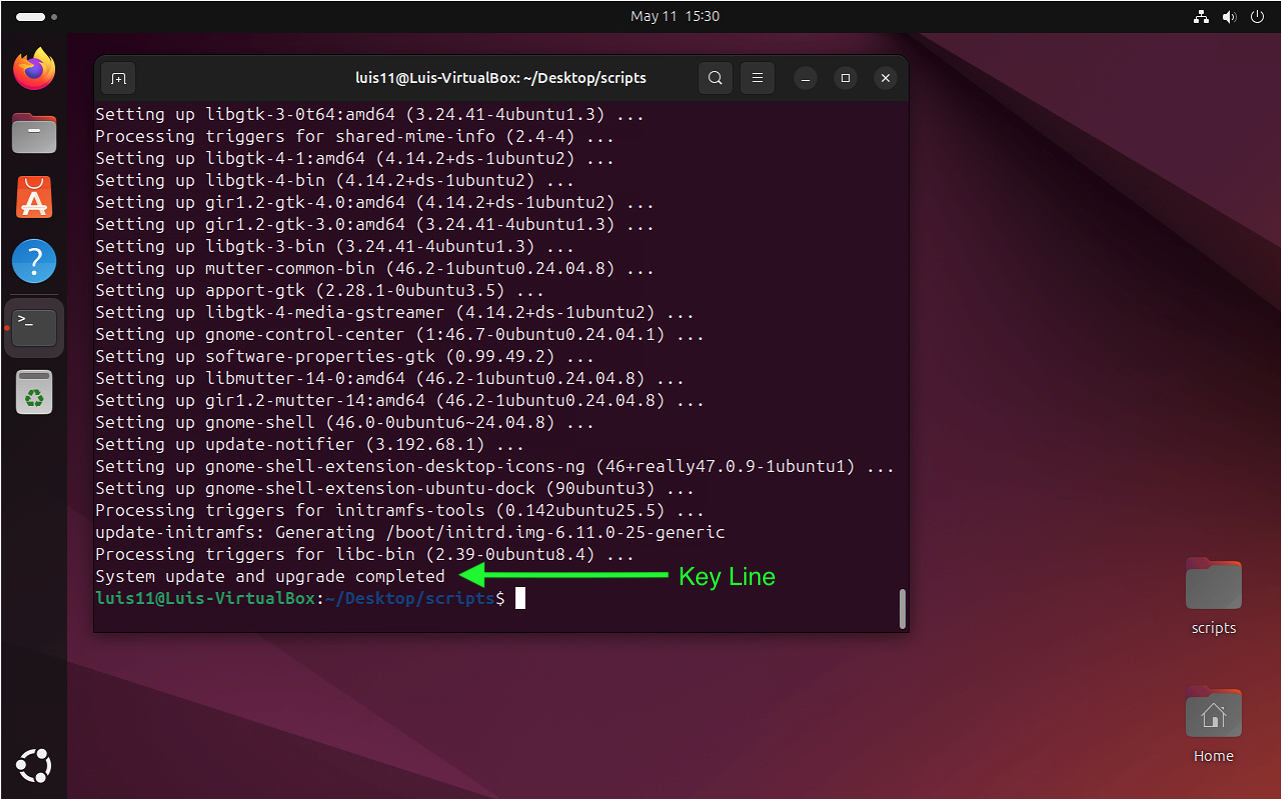 May 11 15:30
luis11@Luis-VirtualBox: ~/Desktop/scripts
Setting up libgtk-3-0t64:amd64 (3.24.41-4ubuntu1.3) ...
Processing triggers for shared-mime-info (2.4-4) ...
Setting up libgtk-4-1:amd64 (4.14.2+ds-1ubuntu2) ...
Setting up libgtk-4-bin (4.14.2+ds-1ubuntu2) ...
Setting up gir1.2-gtk-4.0:amd64 (4.14.2+ds-1ubuntu2) ...
Setting up gir1.2-gtk-3.0:amd64 (3.24.41-4ubuntu1.3) ...
Setting up libgtk-3-bin (3.24.41-4ubuntu1.3) ...
Setting up mutter-common-bin (46.2-1ubuntu0.24.04.8) ...
Setting up apport-gtk (2.28.1-0ubuntu3.5) ...
Setting up libgtk-4-media-gstreamer (4.14.2+ds-1ubuntu2) ...
Setting up gnome-control-center (1:46.7-0ubuntu0.24.04.1) ...
Setting up software-properties-gtk (0.99.49.2) ...
Setting up libmutter-14-0:amd64 (46.2-1ubuntu0.24.04.8) ...
Setting up gir1.2-mutter-14:amd64 (46.2-1ubuntu0.24.04.8) ...
Setting up gnome-shell (46.0-0ubuntu6~24.04.8) ...
Setting up update-notifier (3.192.68.1) ...
Setting up gnome-shell-extension-desktop-icons-ng (46+really47.0.9-1ubuntu1) ...
Setting up gnome-shell-extension-ubuntu-dock (90ubuntu3) ...
Processing triggers for initramfs-tools (0.142ubuntu25.5) ...
update-initramfs: Generating /boot/initrd.img-6.11.0-25-generic
Processing triggers for libc-bin (2.39-0ubuntu8.4) ...
System update and upgrade completed
Key Line
luis11@Luis-VirtualBox:~/Desktop/scripts$
scripts
Home